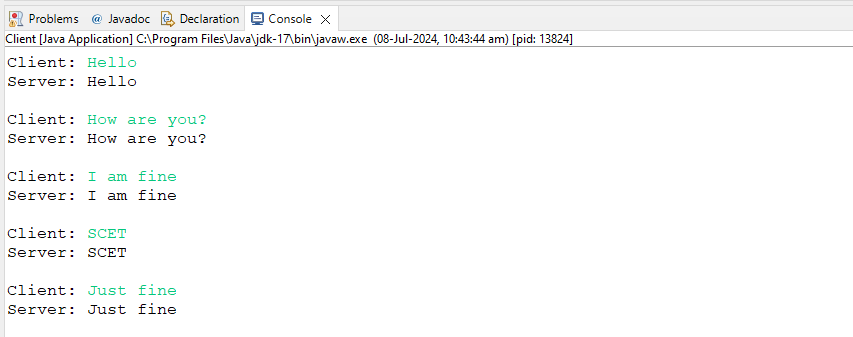 Problems @ Javadoc Declaration Console
Client [Java Application] C:\Program Files\Java\jdk-17\bin\javaw.exe (08-Jul-2024, 10:43:44 am) [pid: 13824]
Client: Hello
Server: Hello
Client: How are you?
Server: How are you?
Client: I am fine
Server: I am fine
Client: SCET
Server: SCET
Client: Just fine
Server: Just fine